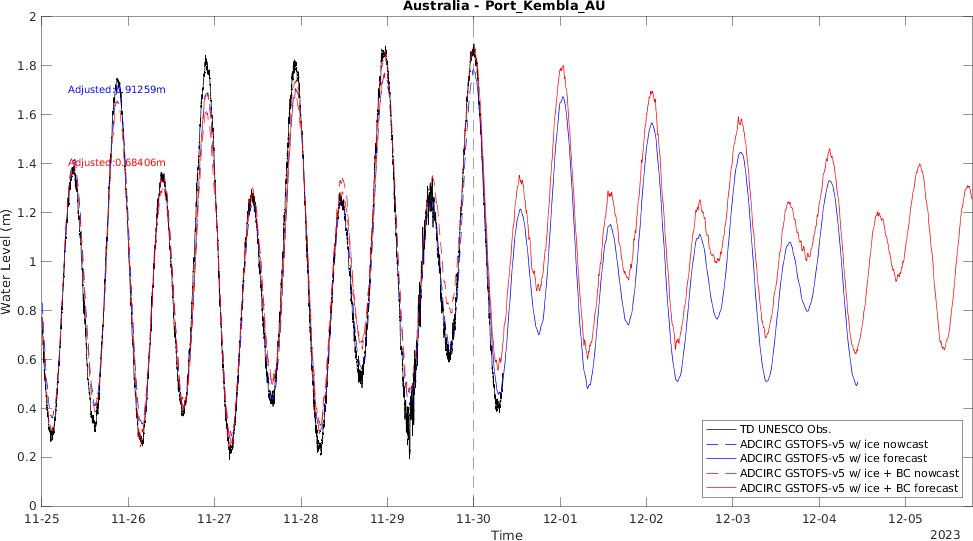 Australia - Port_Kembla_AU
2
1.8
1.6
1.4
1.2
1
0.8
0.6
0.4
0.2
0
Water Level (m)
Adjusted:0.91259m
Adjusted:0.68406m
TD UNESCO Obs.
ADCIRC GSTOFS-v5 w/ ice nowcast
ADCIRC GSTOFS-v5 w/ ice forecast
ADCIRC GSTOFS-v5 w/ ice + BC nowcast
ADCIRC GSTOFS-v5 w/ ice + BC forecast
11-25 11-26 11-27 11-28 11-29 11-30 12-01 12-02 12-03 12-04 12-05
Time
2023